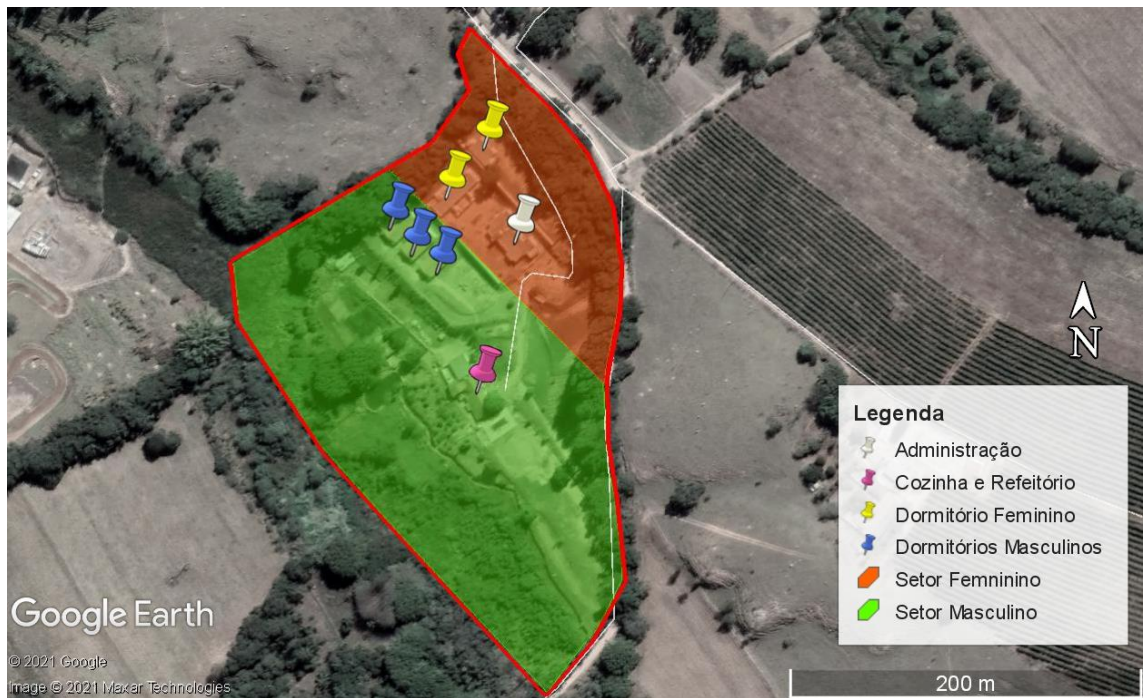 N
Legenda
Administração
Cozinha e Refeitório
Dormitório Feminino
Dormitórios Masculinos
Setor Femninino
Setor Masculino
Google Earth
© 2021 Google
Image © 2021 Maxar Technologies
200 m